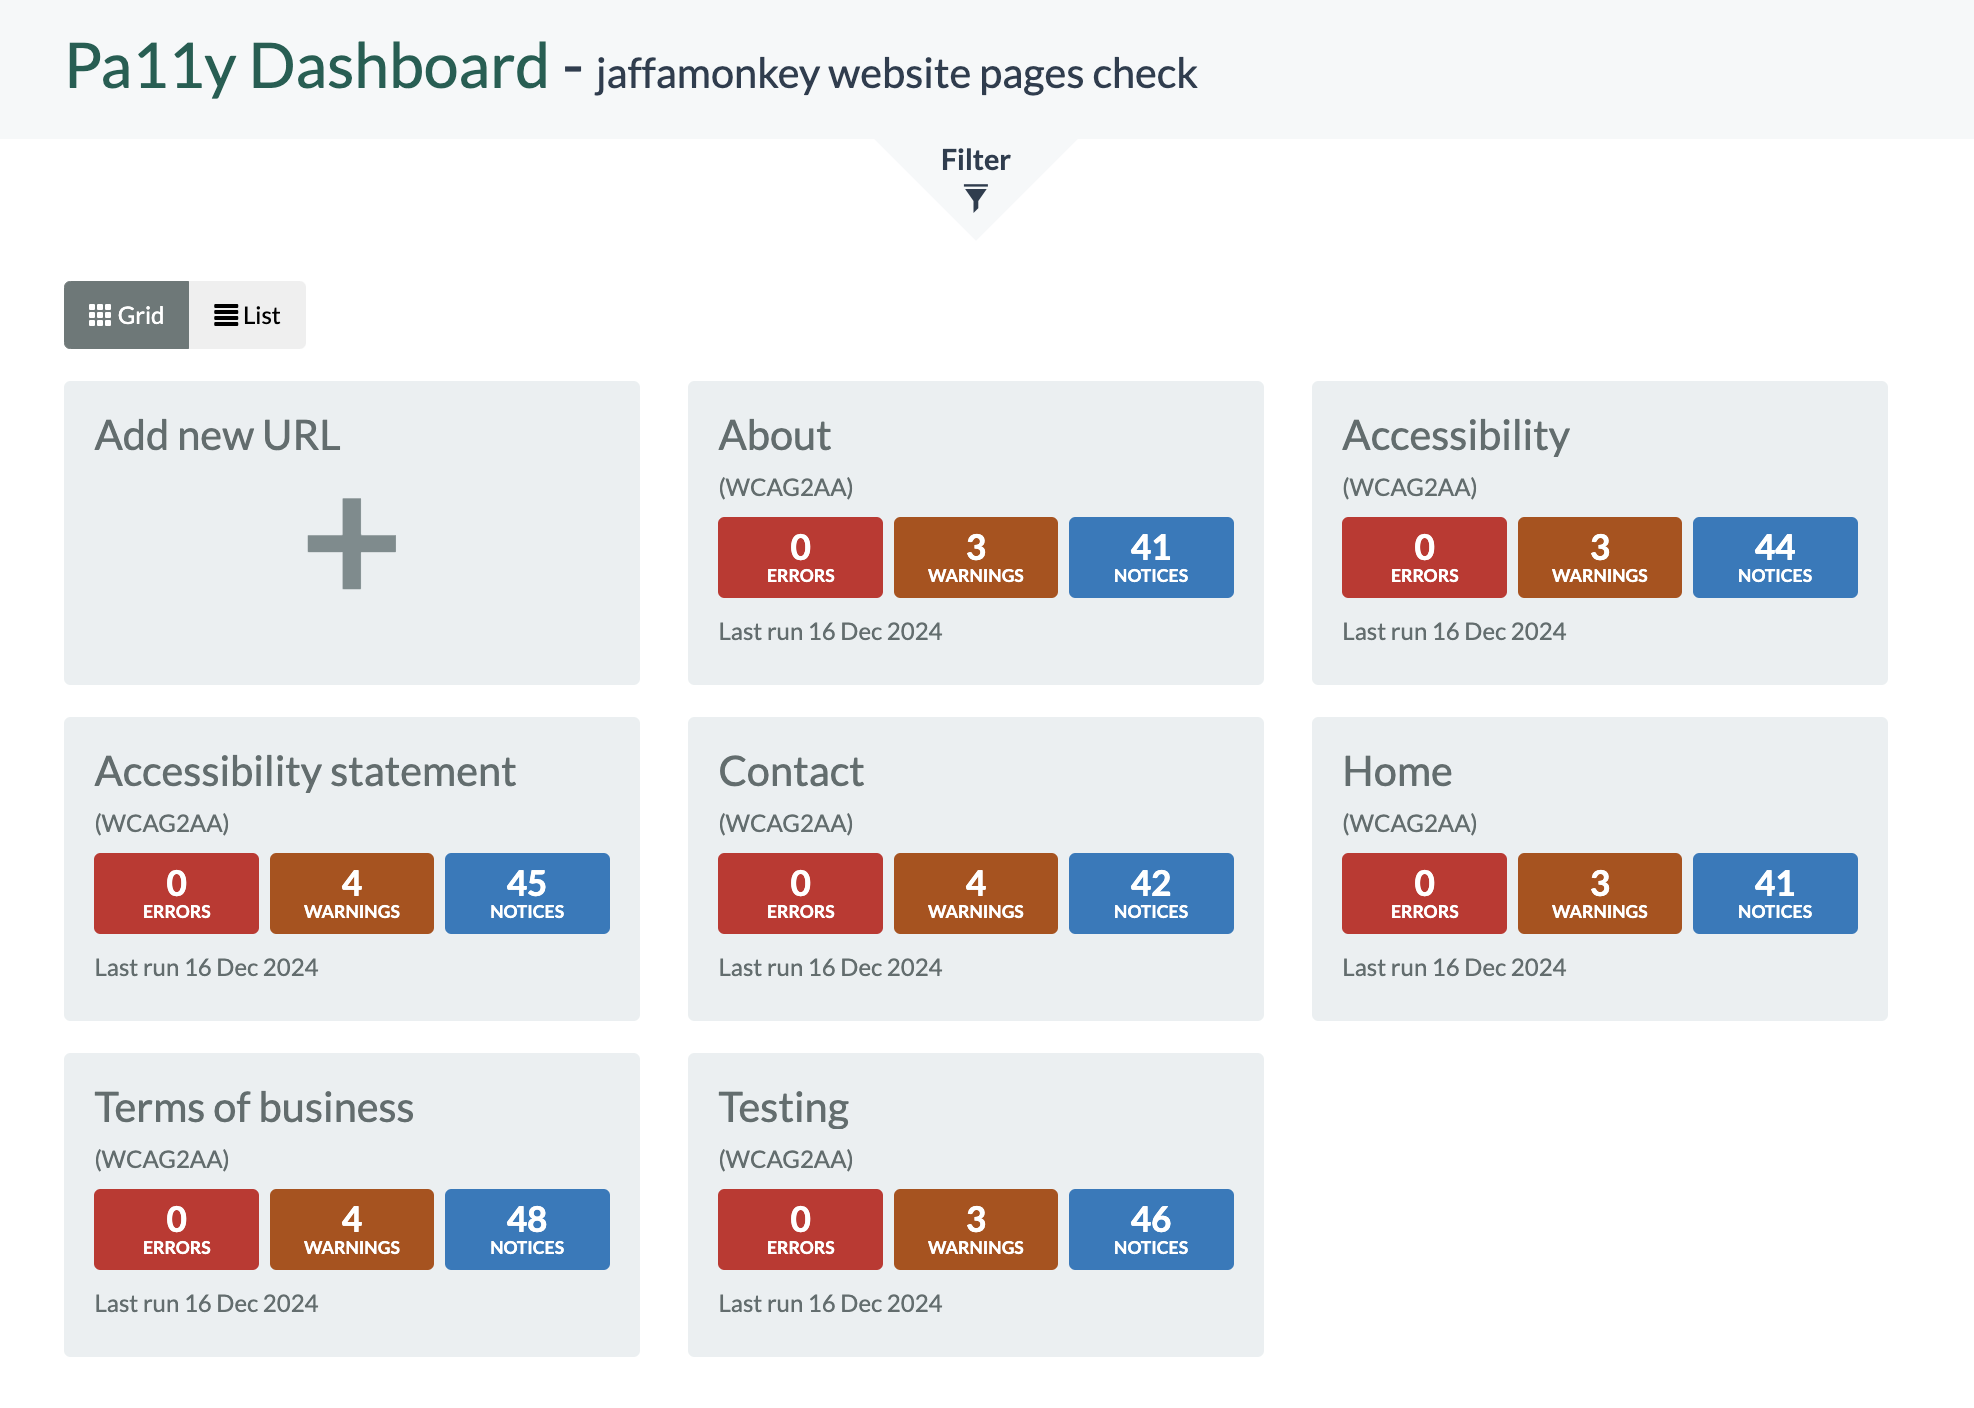 Pa11y Dashboard - jaffamonkey website pages check
Filter
Grid
List
Add new URL
About
(WCAG2AA)
0 ERRORS
3 WARNINGS
41 NOTICES
Last run 16 Dec 2024
Accessibility
(WCAG2AA)
0 ERRORS
3 WARNINGS
44 NOTICES
Last run 16 Dec 2024
Accessibility statement
(WCAG2AA)
0 ERRORS
4 WARNINGS
45 NOTICES
Last run 16 Dec 2024
Contact
(WCAG2AA)
0 ERRORS
4 WARNINGS
42 NOTICES
Last run 16 Dec 2024
Home
(WCAG2AA)
0 ERRORS
3 WARNINGS
41 NOTICES
Last run 16 Dec 2024
Terms of business
(WCAG2AA)
0 ERRORS
4 WARNINGS
48 NOTICES
Last run 16 Dec 2024
Testing
(WCAG2AA)
0 ERRORS
3 WARNINGS
46 NOTICES
Last run 16 Dec 2024